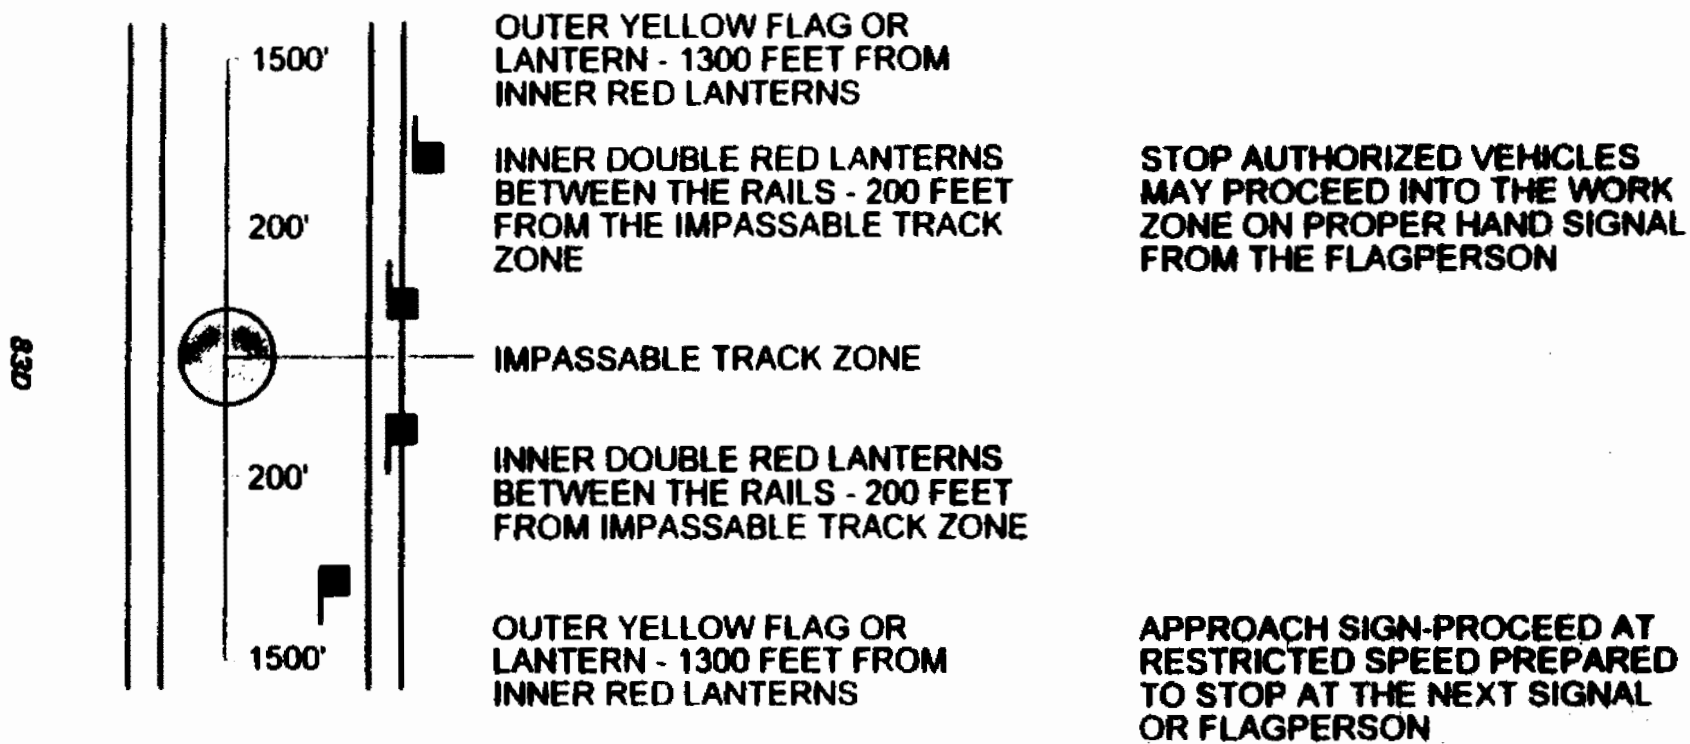 1500'
OUTER YELLOW FLAG OR
LANTERN - 1300 FEET FROM
INNER RED LANTERNS
INNER DOUBLE RED LANTERNS
BETWEEN THE RAILS - 200 FEET
FROM THE IMPASSABLE TRACK
ZONE
STOP AUTHORIZED VEHICLES
MAY PROCEED INTO THE WORK
ZONE ON PROPER HAND SIGNAL
FROM THE FLAGPERSON
200'
83D
IMPASSABLE TRACK ZONE
200'
INNER DOUBLE RED LANTERNS
BETWEEN THE RAILS - 200 FEET
FROM IMPASSABLE TRACK ZONE
1500'
OUTER YELLOW FLAG OR
LANTERN - 1300 FEET FROM
INNER RED LANTERNS
APPROACH SIGN-PROCEED AT
RESTRICTED SPEED PREPARED
TO STOP AT THE NEXT SIGNAL
OR FLAGPERSON